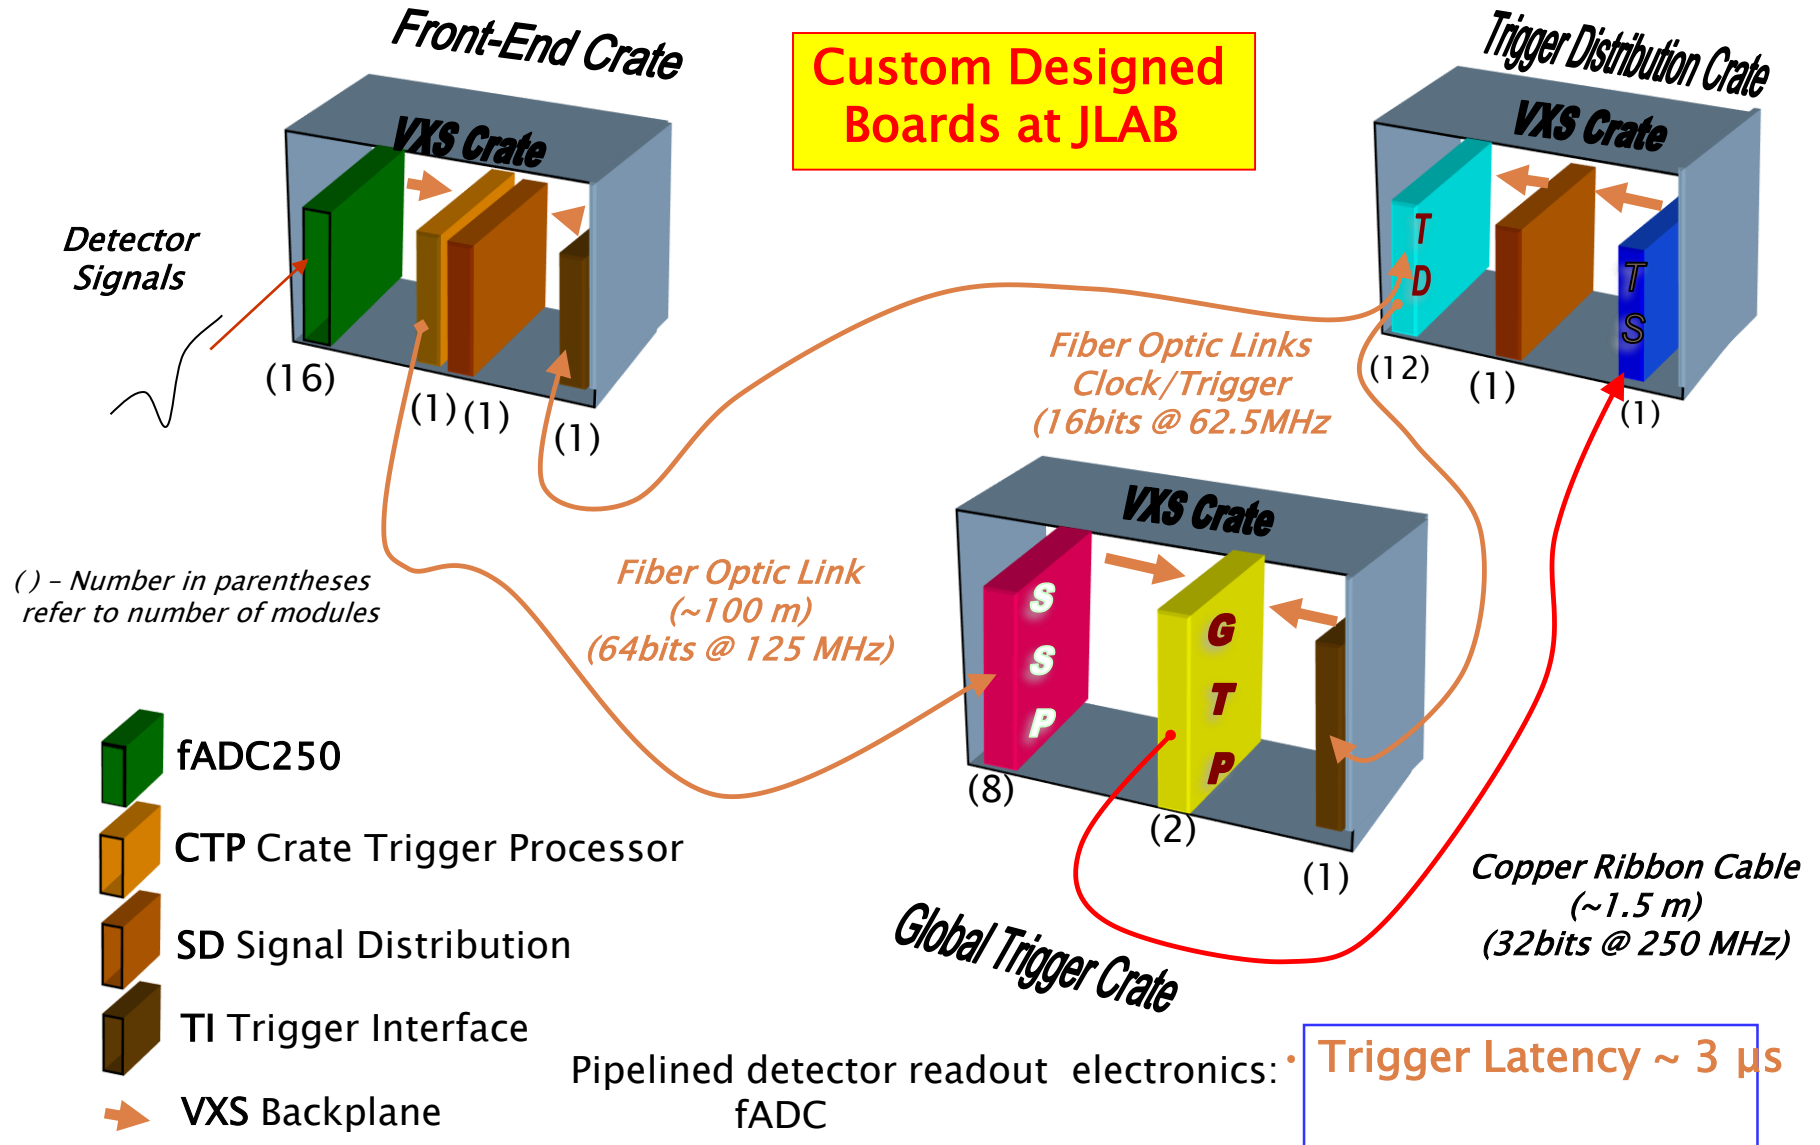 Front-End Crate
Custom Designed
Boards at JLAB
Trigger Distribution Crate
VXS Crate
VXS Crate
Detector
Signals
T
D
T
S
(16)
(1)
(1)
(1)
Fiber Optic Links
Clock/Trigger
(16bits @ 62.5MHz
(12)
(1)
(1)
VXS Crate
( ) – Number in parentheses
refer to number of modules
Fiber Optic Link
(~100 m)
(64bits @ 125 MHz)
S
S
P
G
T
P
(8)
(2)
(1)
Global Trigger Crate
Copper Ribbon Cable
(~1.5 m)
(32bits @ 250 MHz)
fADC250
CTP Crate Trigger Processor
SD Signal Distribution
TI Trigger Interface
VXS Backplane
Pipelined detector readout electronics:
fADC
• Trigger Latency ~ 3 µs